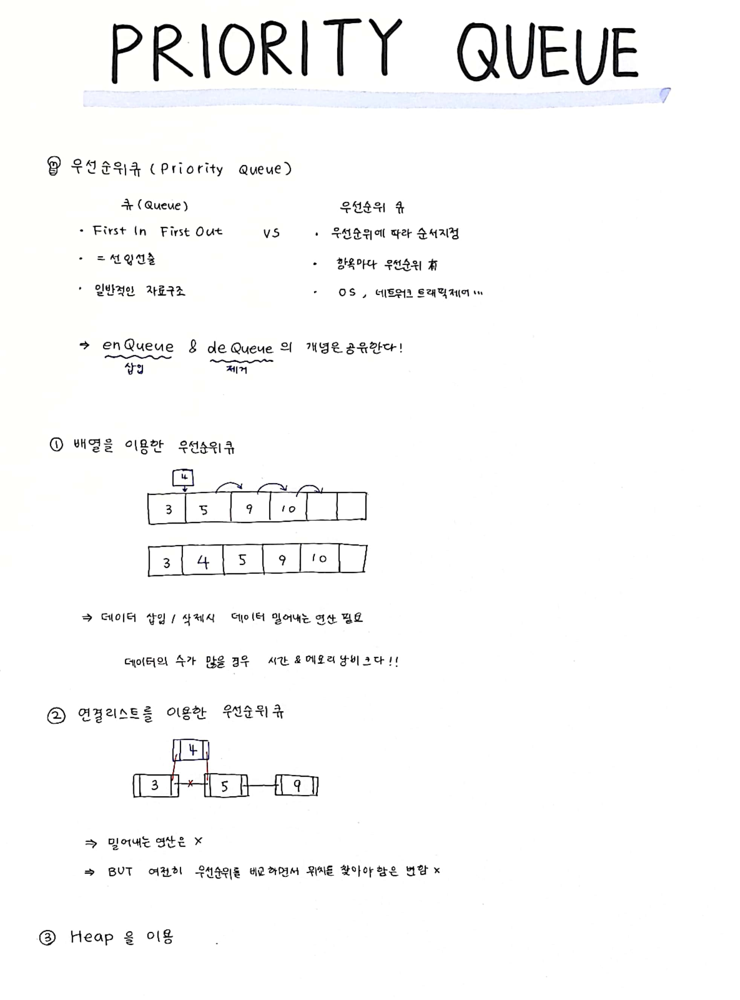 PRIORITY QUEUE
우선순위큐 (Priority Queue)
큐 (Queue)
• First In First Out
• = 선입선출
• 일반적인 자료구조
VS
우선순위 큐
• 우선순위에 따라 순서지정
• 항목마다 우선순위 有
• OS, 네트워크 트래픽제어 ...
⇒ enQueue & deQueue의 개념은 공유한다!
삽입 제거
① 배열을 이용한 우선순위큐
4
3 5 9 10
3 4 5 9 10
⇒ 데이터 삽입 / 삭제시 데이터 밀어내는 연산 필요
데이터의 수가 많을 경우 시간 & 메모리 낭비 크다!!
② 연결리스트를 이용한 우선순위 큐
4
3 x 5 9
⇒ 밀어내는 연산은 X
⇒ BUT 여전히 우선순위를 비교하면서 위치를 찾아야 함은 변함 x
③ Heap 을 이용